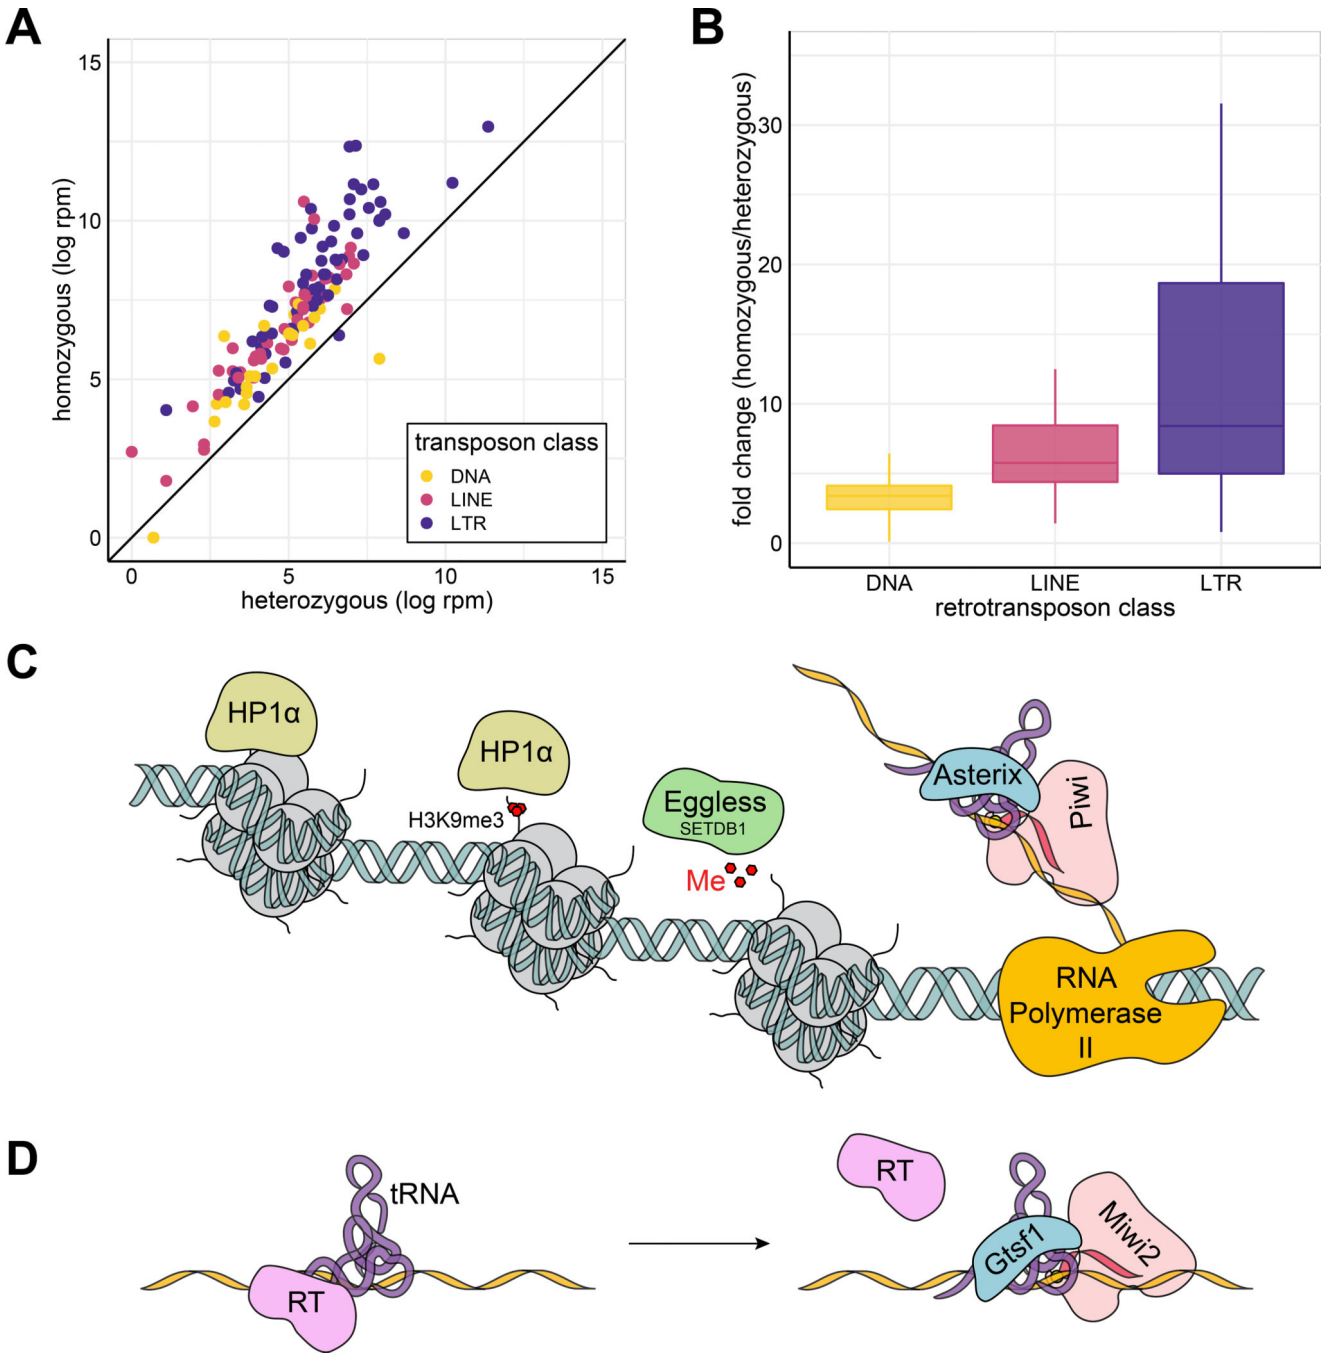 A
homozygous (log rpm)
15
10
5
0
transposon class
DNA
LINE
LTR
0
5
10
15
heterozygous (log rpm)
B
fold change (homozygous/heterozygous)
30
20
10
0
DNA
LINE
LTR
retrotransposon class
C
HP1α
HP1α
H3K9me3
Eggless
SETDB1
Me
Asterix
Piwi
RNA
Polymerase
II
D
tRNA
RT
RT
Gtsf1
Miwi2